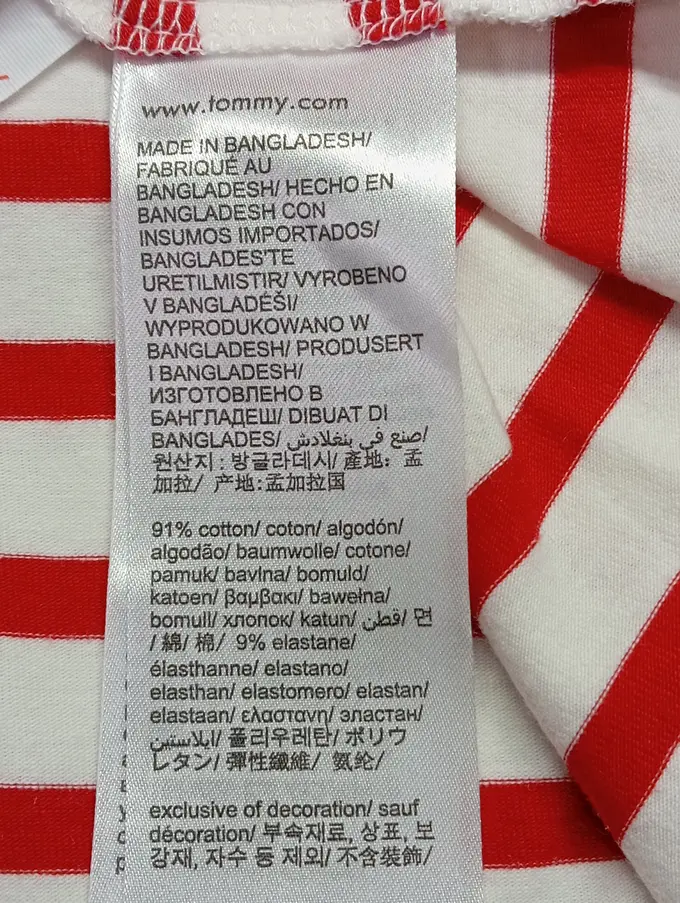 www.tommy.com
MADE IN BANGLADESH/
FABRIQUÉ AU
BANGLADESH/ HECHO EN
BANGLADESH CON
INSUMOS IMPORTADOS/
BANGLADES'TE
URETILMISTIR/ VYROBENO
V BANGLADÉŠI/
WYPRODUKOWANO W
BANGLADESH/ PRODUSERT
I BANGLADESH/
ИЗГОТОВЛЕНО В
БАНГЛАДЕШ/ DIBUAT DI
BANGLADES/ صنع في بنغلادش/
원산지 : 방글라데시/ 產地: 孟
加拉/ 产地:孟加拉国
91% cotton/ coton/ algodón/
algodão/ baumwolle/ cotone/
pamuk/ bavlna/ bomuld/
katoen/ βαμβακι/ bawełna/
bomull/ хлопок/ katun/ قطن/ 면
/ 綿/ 棉/ 9% elastane/
élasthanne/ elastano/
elasthan/ elastomero/ elastan/
elastaan/ ελαστανη/ эластан/
ايلاستين/ 폴리우레탄/ ポリウ
レタン/ 彈性纖維/ 氨纶/
exclusive of decoration/ sauf
décoration/ 부속재료, 상표, 보
강재, 자수 등 제외/ 不含裝飾/